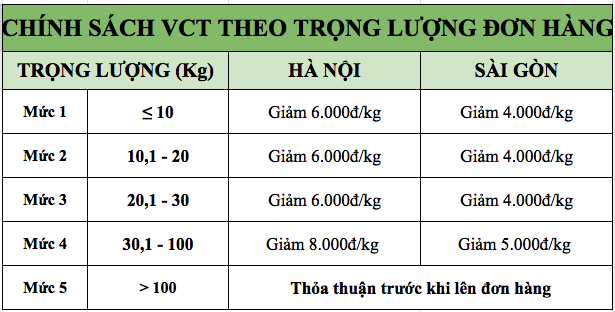 CHÍNH SÁCH VCT THEO TRỌNG LƯỢNG ĐƠN HÀNG
TRỌNG LƯỢNG (Kg) HÀ NỘI SÀI GÒN
Mức 1 ≤ 10 Giảm 6.000đ/kg Giảm 4.000đ/kg
Mức 2 10,1 - 20 Giảm 6.000đ/kg Giảm 4.000đ/kg
Mức 3 20,1 - 30 Giảm 6.000đ/kg Giảm 4.000đ/kg
Mức 4 30,1 - 100 Giảm 8.000đ/kg Giảm 5.000đ/kg
Mức 5 > 100 Thỏa thuận trước khi lên đơn hàng